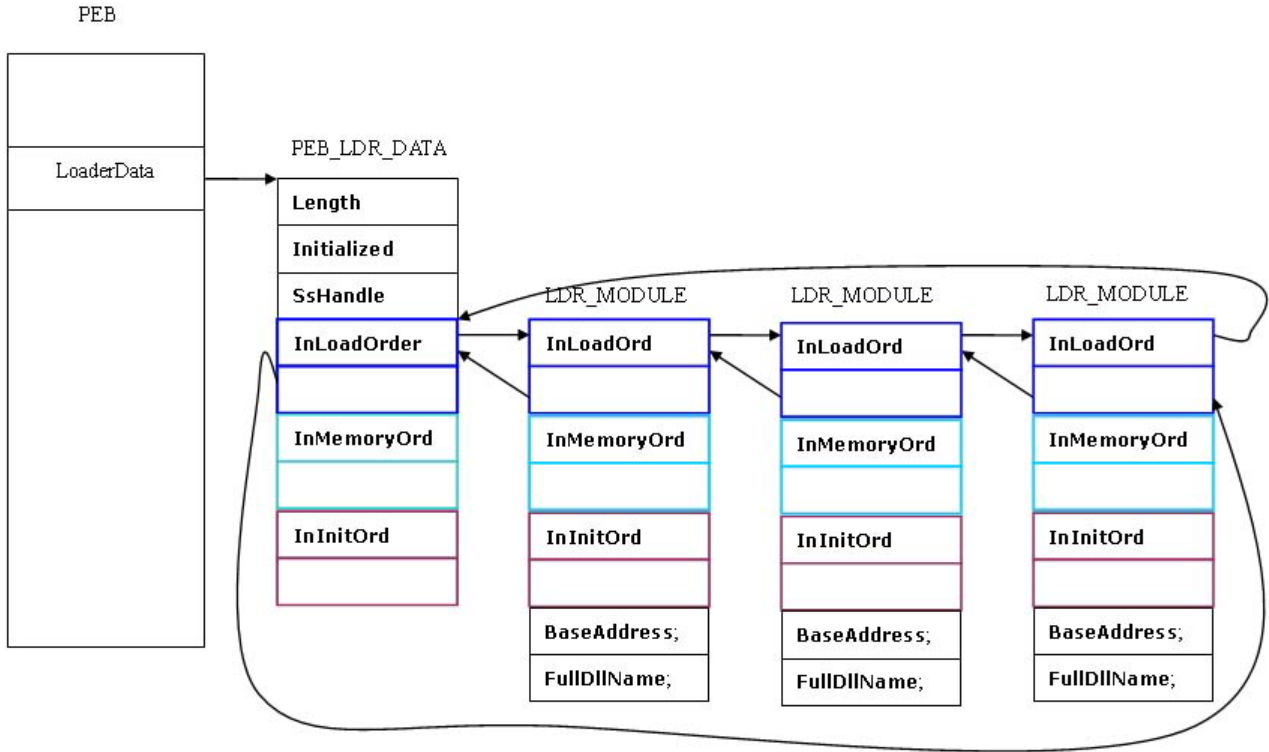 PEB
LoaderData
PEB_LDR_DATA
Length
Initialized
SsHandle
InLoadOrder
InMemoryOrd
InInitOrd
LDR_MODULE
InLoadOrd
InMemoryOrd
InInitOrd
BaseAddress;
FullDllName;
LDR_MODULE
InLoadOrd
InMemoryOrd
InInitOrd
BaseAddress;
FullDllName;
LDR_MODULE
InLoadOrd
InMemoryOrd
InInitOrd
BaseAddress;
FullDllName;